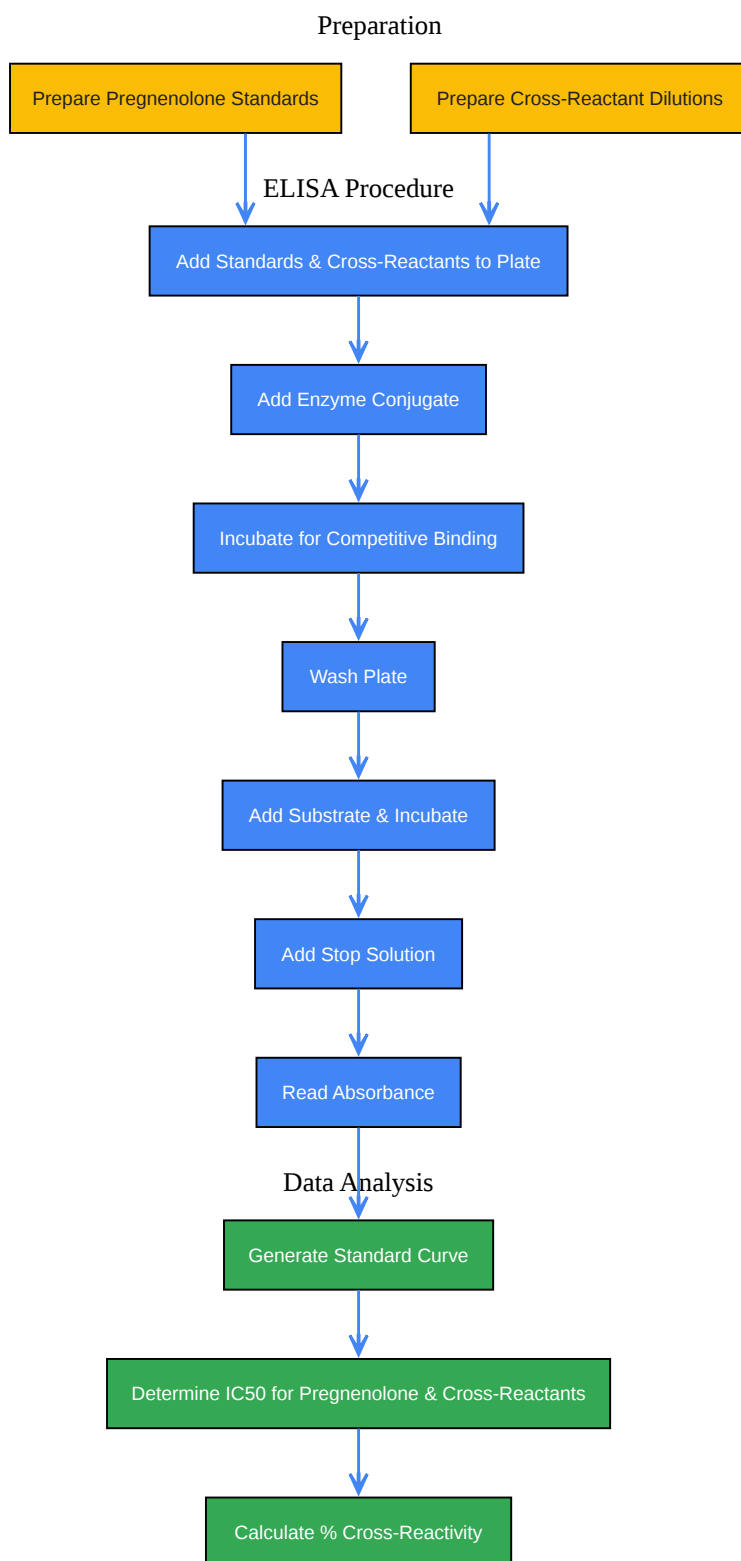 Preparation
Prepare Pregnenolone Standards
Prepare Cross-Reactant Dilutions
ELISA Procedure
Add Standards & Cross-Reactants to Plate
Add Enzyme Conjugate
Incubate for Competitive Binding
Wash Plate
Add Substrate & Incubate
Add Stop Solution
Read Absorbance
Data Analysis
Generate Standard Curve
Determine IC50 for Pregnenolone & Cross-Reactants
Calculate % Cross-Reactivity